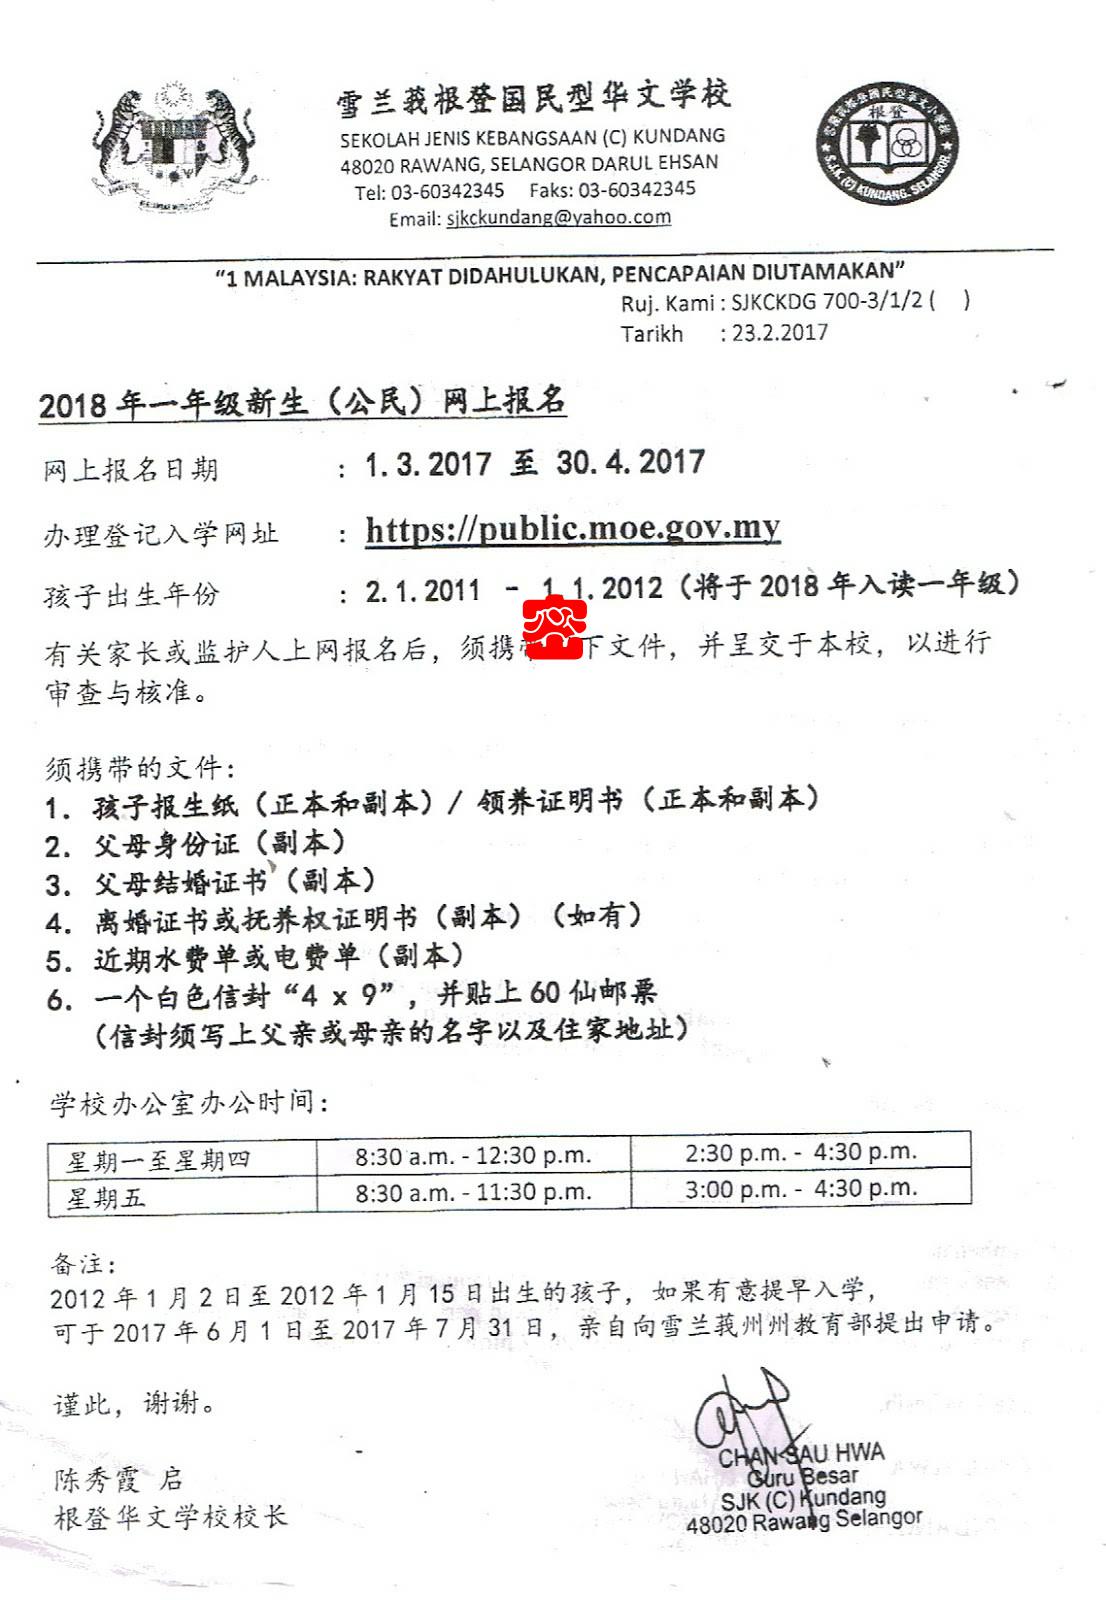 雪兰莪根登国民型华文学校
SEKOLAH JENIS KEBANGSAAN (C) KUNDANG
48020 RAWANG, SELANGOR DARUL EHSAN
Tel: 03-60342345 Faks: 03-60342345
Email: sjkckundang@yahoo.com
根登
S.J.K (C) KUNDANG, SELANGOR
“1 MALAYSIA: RAKYAT DIDAHULUKAN, PENCAPAIAN DIUTAMAKAN”
Ruj. Kami : SJKCKDG 700-3/1/2 ( )
Tarikh : 23.2.2017
2018 年一年级新生（公民）网上报名
网上报名日期 : 1.3.2017 至 30.4.2017
办理登记入学网址 : https://public.moe.gov.my
孩子出生年份 : 2.1.2011 - 1.1.2012（将于 2018 年入读一年级）
有关家长或监护人上网报名后，须携 下文件，并呈交于本校，以进行
审查与核准。
须携带的文件：
1. 孩子报生纸（正本和副本）/ 领养证明书（正本和副本）
2. 父母身份证（副本）
3. 父母结婚证书（副本）
4. 离婚证书或抚养权证明书（副本）（如有）
5. 近期水费单或电费单（副本）
6. 一个白色信封“4 x 9”，并贴上 60 仙邮票
（信封须写上父亲或母亲的名字以及住家地址）
学校办公室办公时间：
星期一至星期四 8:30 a.m. - 12:30 p.m. 2:30 p.m. - 4:30 p.m.
星期五 8:30 a.m. - 11:30 p.m. 3:00 p.m. - 4:30 p.m.
备注：
2012 年 1 月 2 日至 2012 年 1 月 15 日出生的孩子，如果有意提早入学，
可于 2017 年 6 月 1 日至 2017 年 7 月 31 日，亲自向雪兰莪州州教育部提出申请。
谨此，谢谢。
陈秀霞 启
根登华文学校校长
CHAN SAU HWA
Guru Besar
SJK (C) Kundang
48020 Rawang Selangor